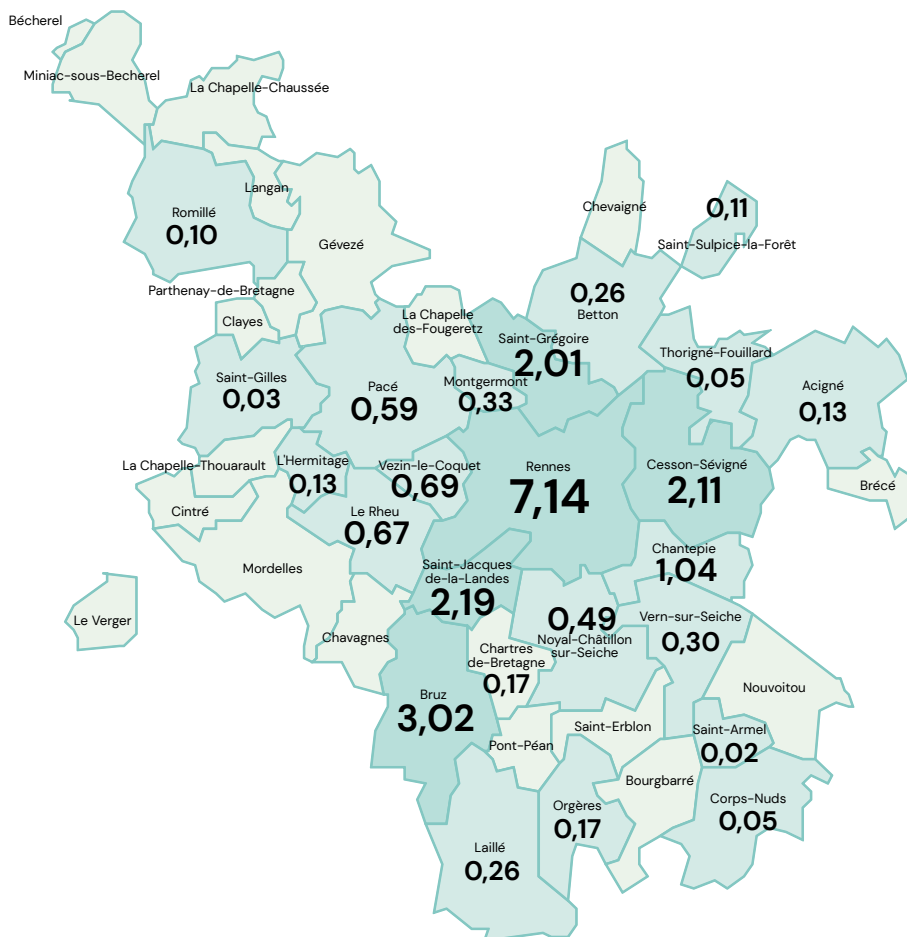 Bécherel
Miniac-sous-Becherel
La Chapelle-Chaussée
Langan
Romillé
0,10
Gévezé
Chevaigné
0,11
Saint-Sulpice-la-Forêt
Parthenay-de-Bretagne
Clayes
La Chapelle
des-Fougeretz
0,26
Betton
Saint-Grégoire
2,01
Thorigné-Fouillard
0,05
Saint-Gilles
0,03
Pacé
0,59
Montgermont
0,33
Acigné
0,13
La Chapelle-Thouarault
L'Hermitage
0,13
Vezin-le-Coquet
0,69
Rennes
7,14
Cesson-Sévigné
2,11
Brécé
Cintré
Le Rheu
0,67
Mordelles
Saint-Jacques
de-la-Landes
2,19
Chantepie
1,04
Le Verger
Chavagnes
0,49
Noyal-Châtillon
sur-Seiche
Vern-sur-Seiche
0,30
Chartres
de-Bretagne
0,17
Nouvoitou
Bruz
3,02
Pont-Péan
Saint-Erblon
Saint-Armel
0,02
Bourgbarré
Orgères
0,17
Corps-Nuds
0,05
Laillé
0,26